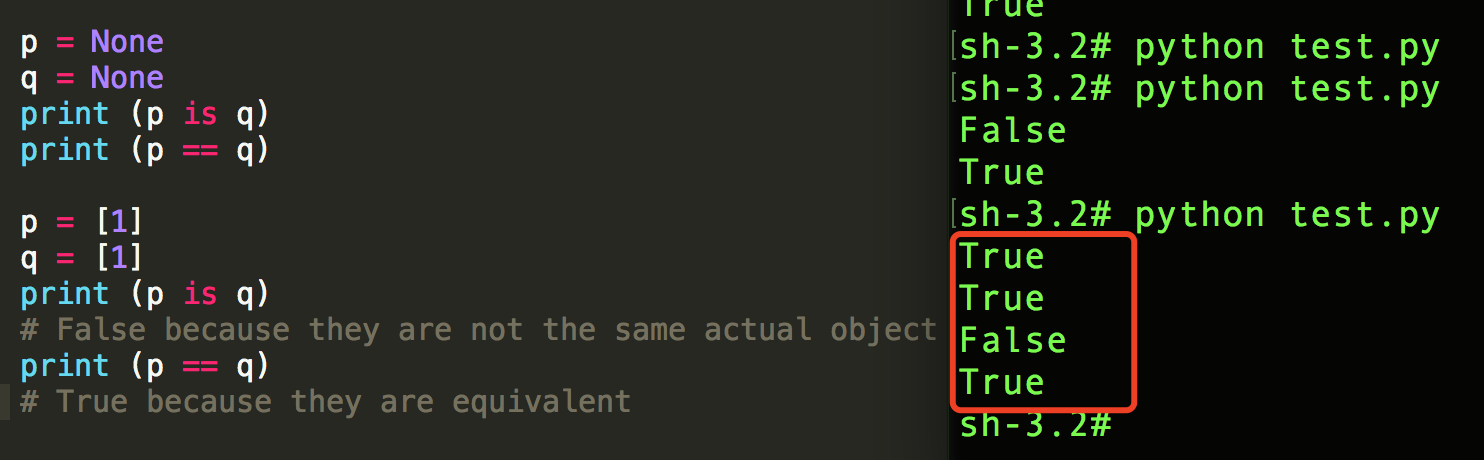 p = None
q = None
print (p is q)
print (p == q)
p = [1]
q = [1]
print (p is q)
# False because they are not the same actual object
print (p == q)
# True because they are equivalent
True
sh-3.2# python test.py
sh-3.2# python test.py
False
True
sh-3.2# python test.py
True
True
False
True
sh-3.2#